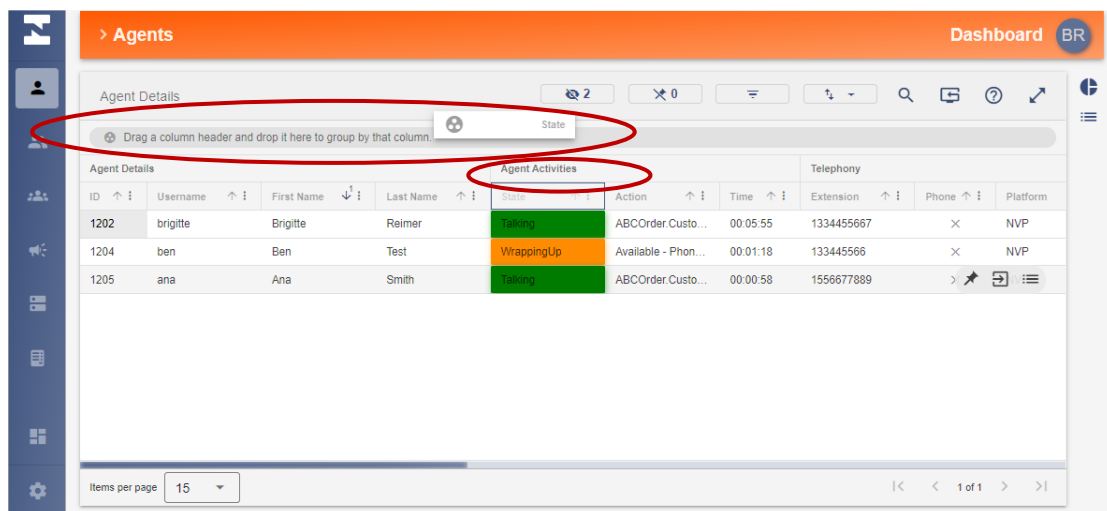 Agents
Dashboard BR
Agent Details
2
0
State
Drag a column header and drop it here to group by that column.
Agent Details Agent Activities Telephony
ID Username First Name 1 Last Name State Action Time Extension Phone Platform
1202 brigitte Brigitte Reimer Talking ABCOrder.Custo... 00:05:55 1334455667 NVP
1204 ben Ben Test WrappingUp Available - Phon... 00:01:18 133445566 NVP
1205 ana Ana Smith Talking ABCOrder.Custo... 00:00:58 1556677889
Items per page 15 1 of 1